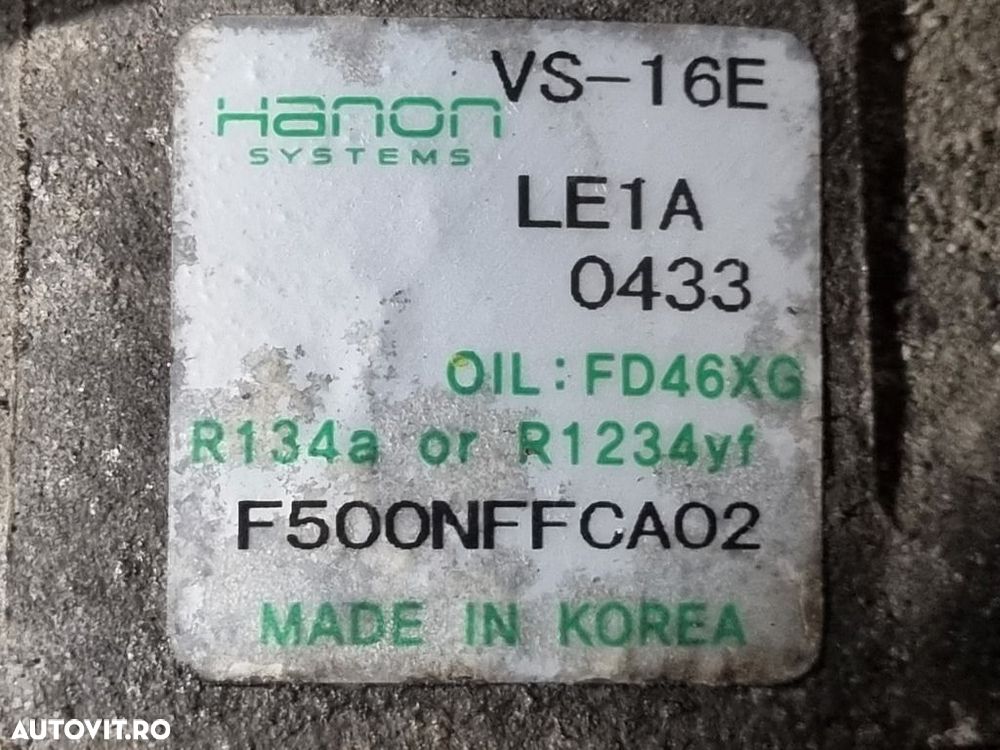 VS-16E
Hanon
SYSTEMS
LE1A
0433
OIL: FD46XG
R134a or R1234yf
F500NFFCA02
MADE IN KOREA
AUTOVIT.RO